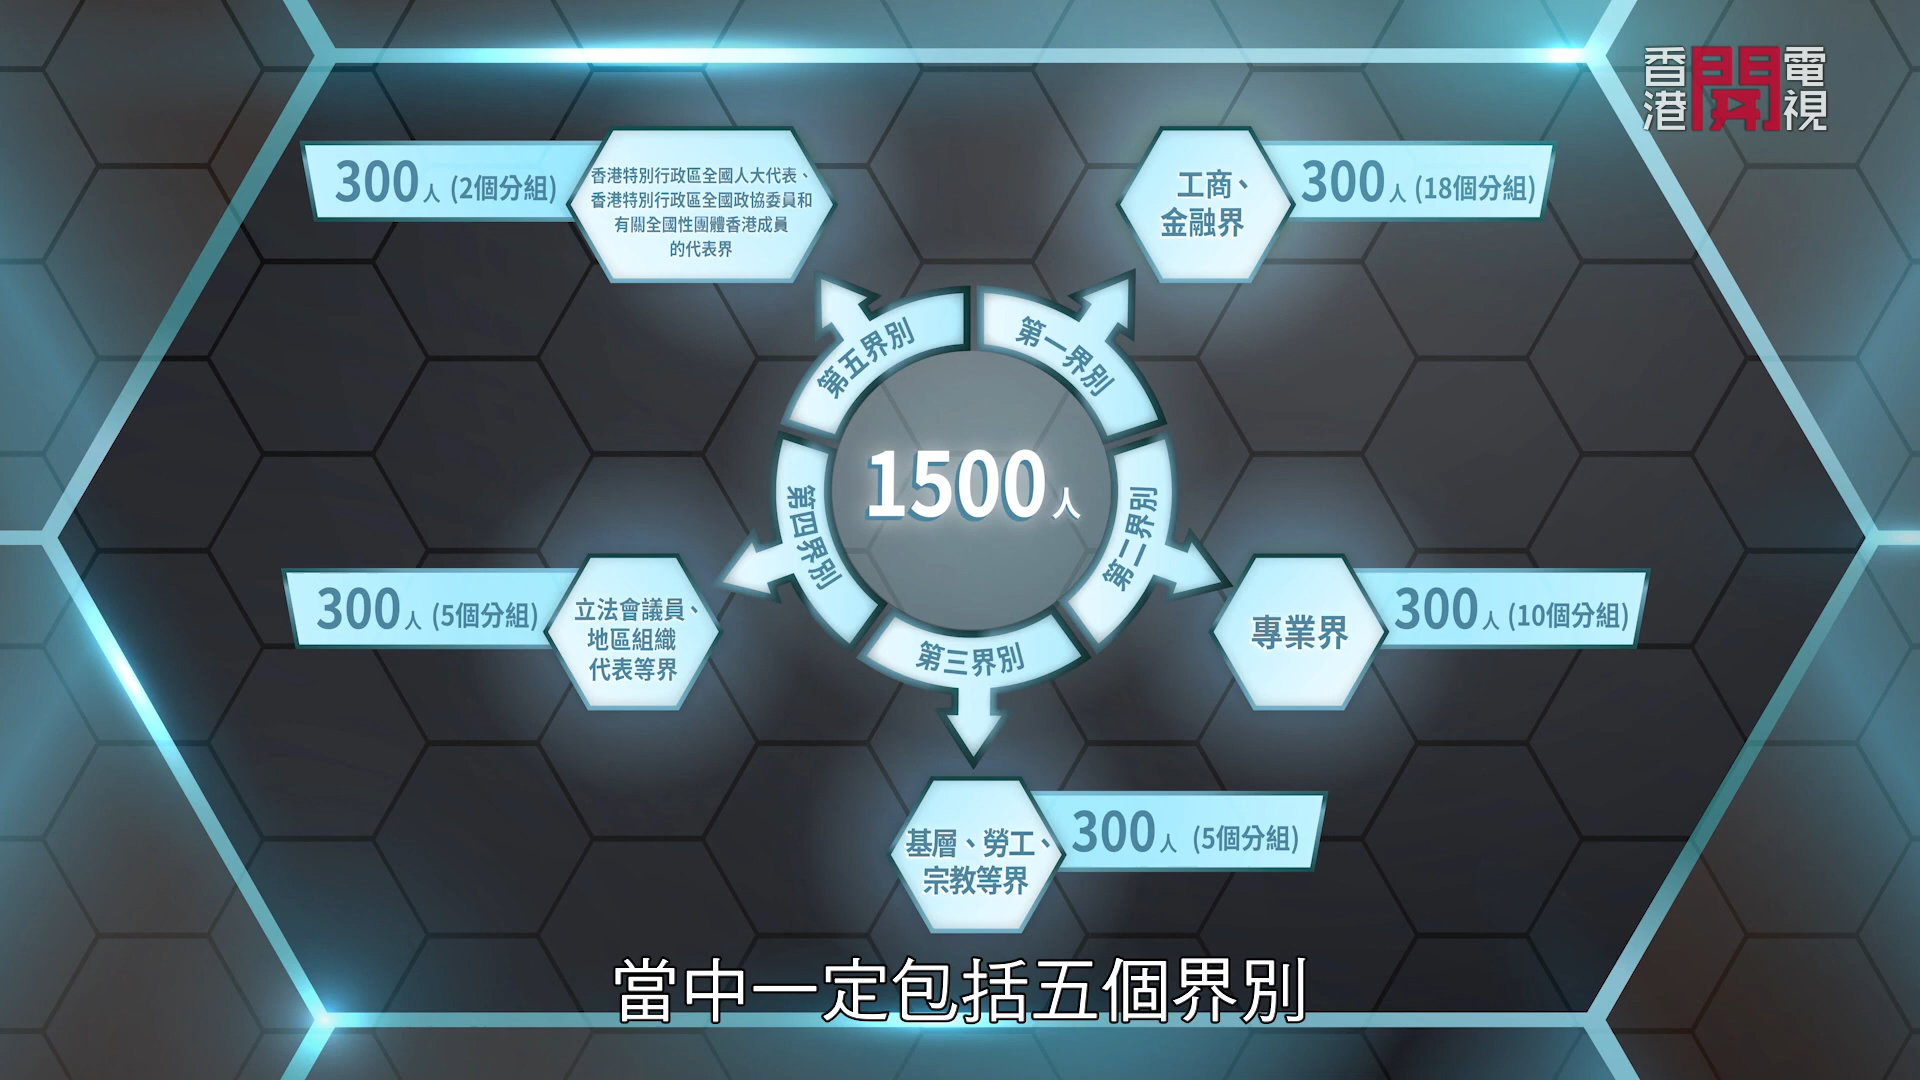 香港開電視
300人 (2個分組)
香港特別行政區全國人大代表、
香港特別行政區全國政協委員和
有關全國性團體香港成員
的代表界
工商、
金融界
300人 (18個分組)
第五界別
第一界別
1500人
第四界別
第二界別
300人 (5個分組)
立法會議員、
地區組織
代表等界
專業界
300人 (10個分組)
第三界別
基層、勞工、
宗教等界
300人 (5個分組)
當中一定包括五個界別